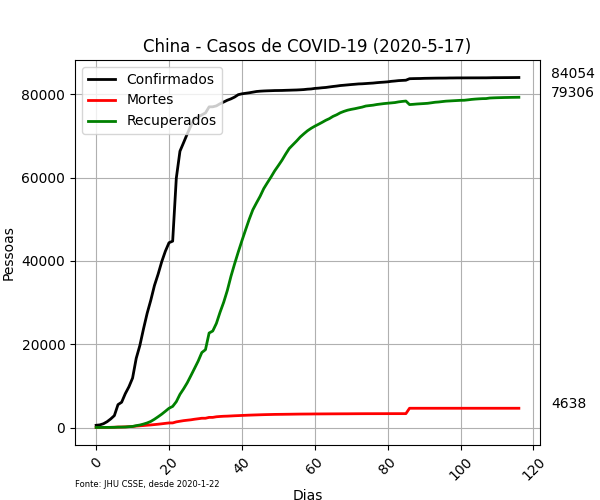 China - Casos de COVID-19 (2020-5-17)
Confirmados
Mortes
Recuperados
84054
79306
4638
Pessoas
80000
60000
40000
20000
0
0
20
40
60
80
100
120
Dias
Fonte: JHU CSSE, desde 2020-1-22